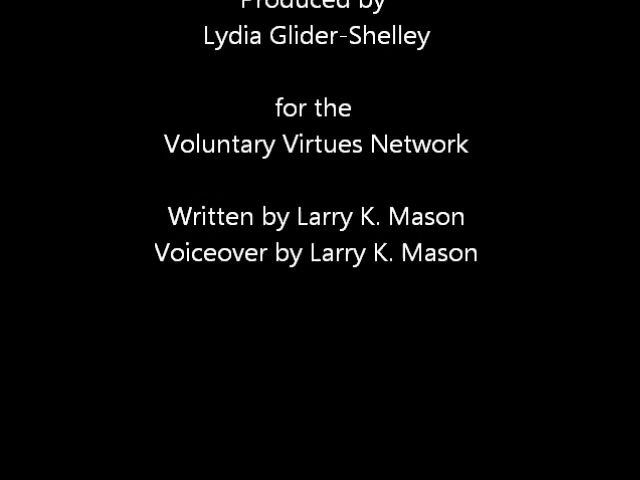 Produced by
Lydia Glider-Shelley
for the
Voluntary Virtues Network
Written by Larry K. Mason
Voiceover by Larry K. Mason